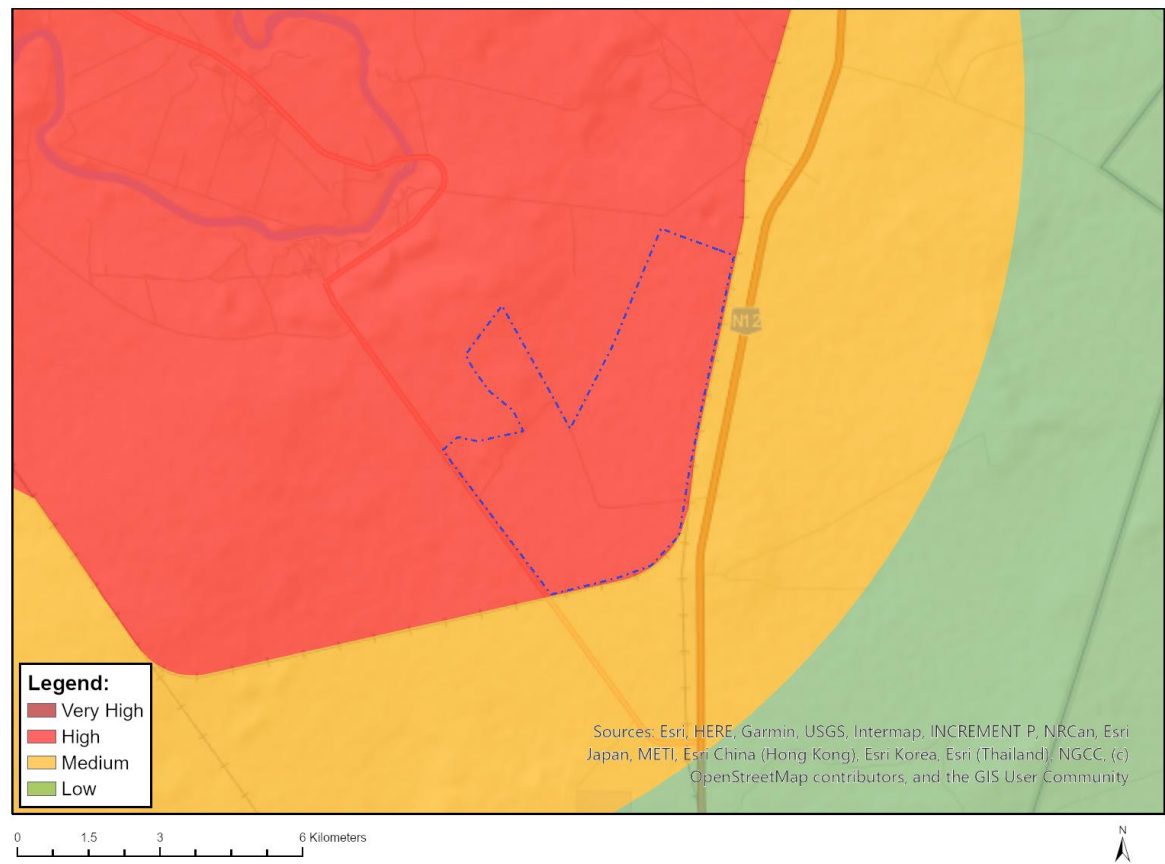 N12
Legend:
Very High
High
Medium
Low
Sources: Esri, HERE, Garmin, USGS, Intermap, INCREMENT P, NRCan, Esri
Japan, METI, Esri China (Hong Kong), Esri Korea, Esri (Thailand), NGCC, (c)
OpenStreetMap contributors, and the GIS User Community
0 1.5 3 6 Kilometers
N